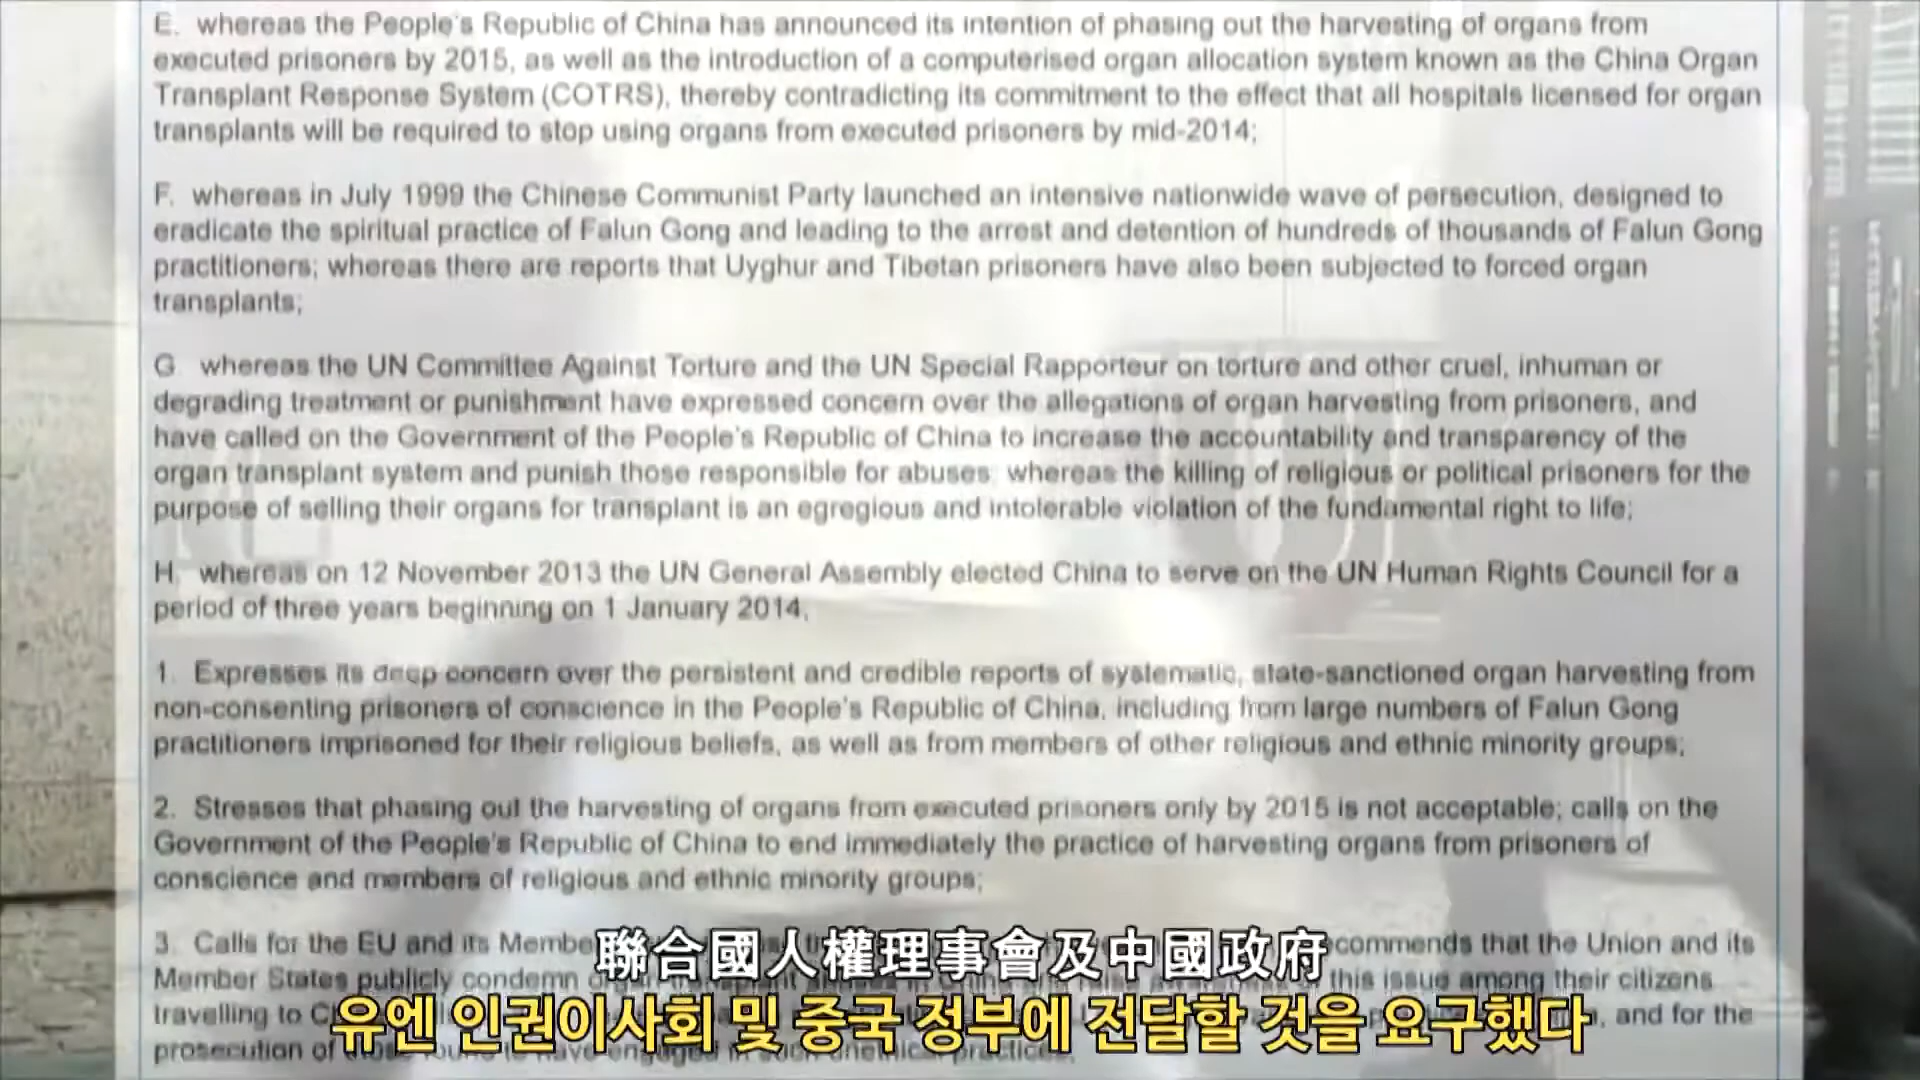 E. whereas the People's Republic of China has announced its intention of phasing out the harvesting of organs from
executed prisoners by 2015, as well as the introduction of a computerised organ allocation system known as the China Organ
Transplant Response System (COTRS), thereby contradicting its commitment to the effect that all hospitals licensed for organ
transplants will be required to stop using organs from executed prisoners by mid-2014;
F. whereas in July 1999 the Chinese Communist Party launched an intensive nationwide wave of persecution, designed to
eradicate the spiritual practice of Falun Gong and leading to the arrest and detention of hundreds of thousands of Falun Gong
practitioners; whereas there are reports that Uyghur and Tibetan prisoners have also been subjected to forced organ
transplants;
G. whereas the UN Committee Against Torture and the UN Special Rapporteur on torture and other cruel, inhuman or
degrading treatment or punishment have expressed concern over the allegations of organ harvesting from prisoners, and
have called on the Government of the People's Republic of China to increase the accountability and transparency of the
organ transplant system and punish those responsible for abuses; whereas the killing of religious or political prisoners for the
purpose of selling their organs for transplant is an egregious and intolerable violation of the fundamental right to life;
H. whereas on 12 November 2013 the UN General Assembly elected China to serve on the UN Human Rights Council for a
period of three years beginning on 1 January 2014,
1. Expresses its deep concern over the persistent and credible reports of systematic, state-sanctioned organ harvesting from
non-consenting prisoners of conscience in the People's Republic of China, including from large numbers of Falun Gong
practitioners imprisoned for their religious beliefs, as well as from members of other religious and ethnic minority groups;
2. Stresses that phasing out the harvesting of organs from executed prisoners only by 2015 is not acceptable; calls on the
Government of the People's Republic of China to end immediately the practice of harvesting organs from prisoners of
conscience and members of religious and ethnic minority groups;
3. Calls for the EU and its that the Union and its
Member States publicly condemn this issue among their citizens
travelling to and for the
prosecution of
聯合國人權理事會及中國政府
유엔 인권이사회 및 중국 정부에 전달할 것을 요구했다